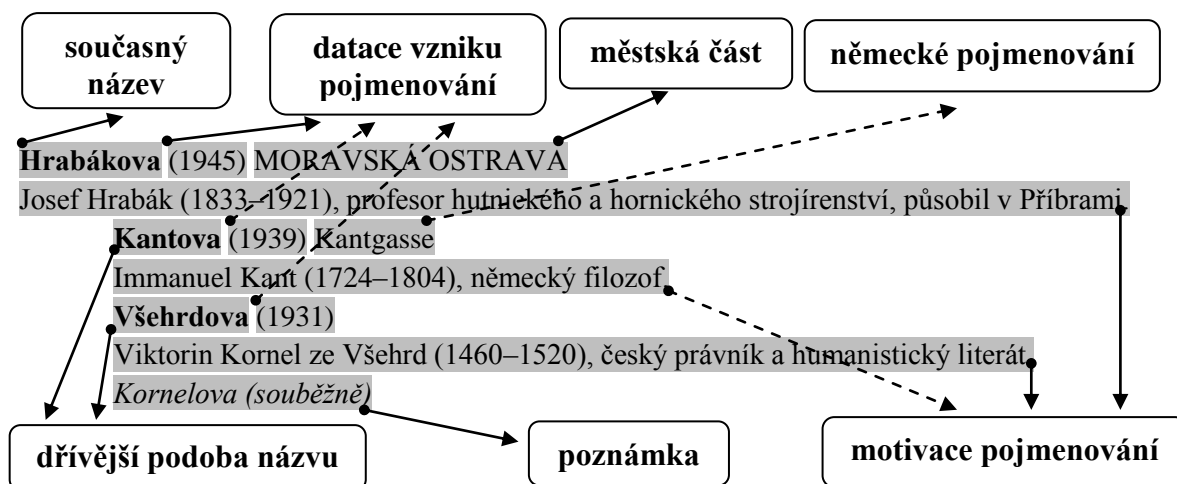 současný
název
datace vzniku
pojmenování
městská část
německé pojmenování
Hrabákova (1945) MORAVSKÁ OSTRAVA
Josef Hrabák (1833–1921), profesor hutnického a hornického strojírenství, působil v Příbrami
Kantova (1939) Kantgasse
Immanuel Kant (1724–1804), německý filozof
Všehrdova (1931)
Viktorin Kornel ze Všehrd (1460–1520), český právník a humanistický literát
Kornelova (souběžně)
dřívější podoba názvu
poznámka
motivace pojmenování